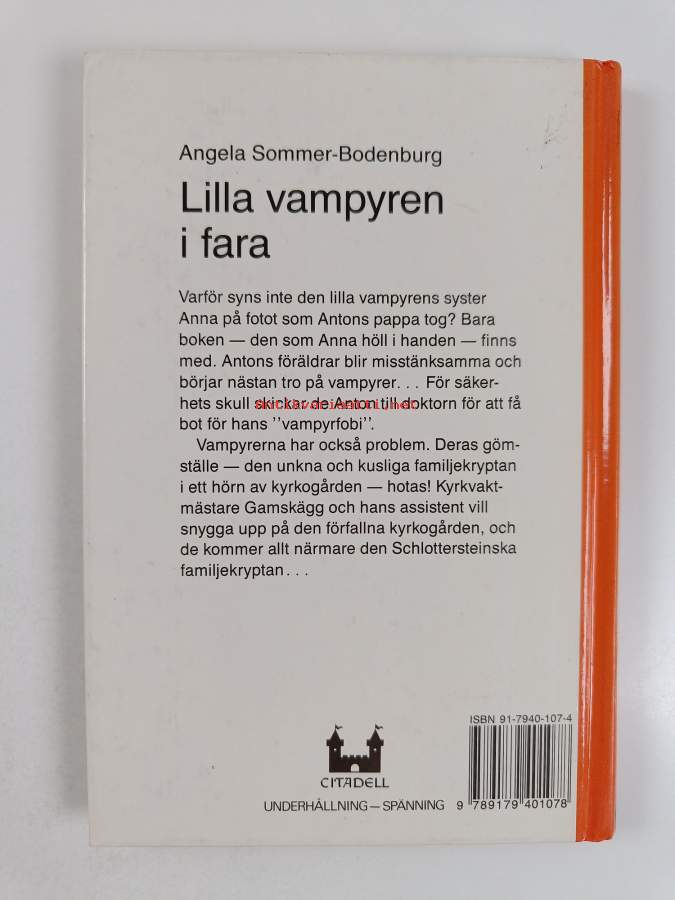 Angela Sommer-Bodenburg
Lilla vampyren
i fara
Varför syns inte den lilla vampyrens syster
Anna på fotot som Antons pappa tog? Bara
boken — den som Anna höll i handen — finns
med. Antons föräldrar blir misstänksamma och
börjar nästan tro på vampyrer. . . För säker-
hets skull skickar de Anton till doktorn för att få
bot för hans ''vampyrfobi''.
Vampyrerna har också problem. Deras göm-
ställe — den unkna och kusliga familjekryptan
i ett hörn av kyrkogården — hotas! Kyrkvakt-
mästare Gamskägg och hans assistent vill
snygga upp på den förfallna kyrkogården, och
de kommer allt närmare den Schlottersteinska
familjekryptan. . .
ISBN 91-7940-107-4
CITADELL
UNDERHÅLLNING — SPÄNNING
9 789179 401078